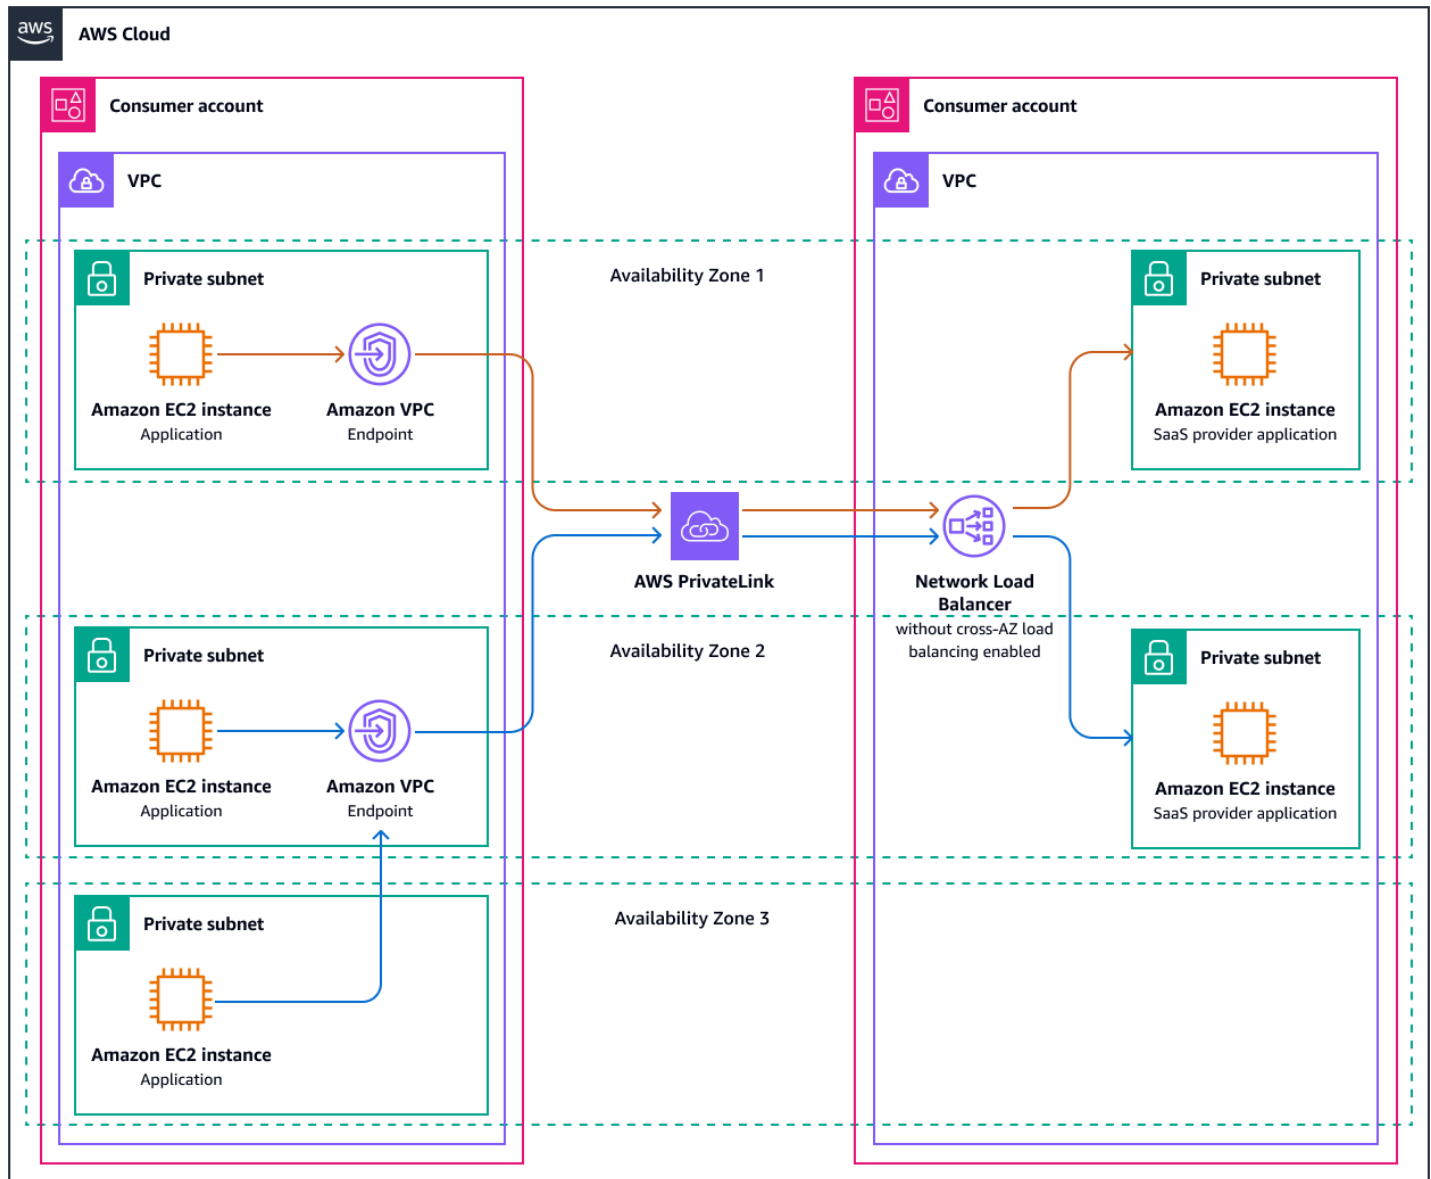 aws
AWS Cloud
Consumer account
VPC
Private subnet
Amazon EC2 instance
Application
Amazon VPC
Endpoint
Private subnet
Amazon EC2 instance
Application
Amazon VPC
Endpoint
Private subnet
Amazon EC2 instance
Application
Availability Zone 1
AWS PrivateLink
Availability Zone 2
Availability Zone 3
Consumer account
VPC
Network Load
Balancer
without cross-AZ load
balancing enabled
Private subnet
Amazon EC2 instance
SaaS provider application
Private subnet
Amazon EC2 instance
SaaS provider application